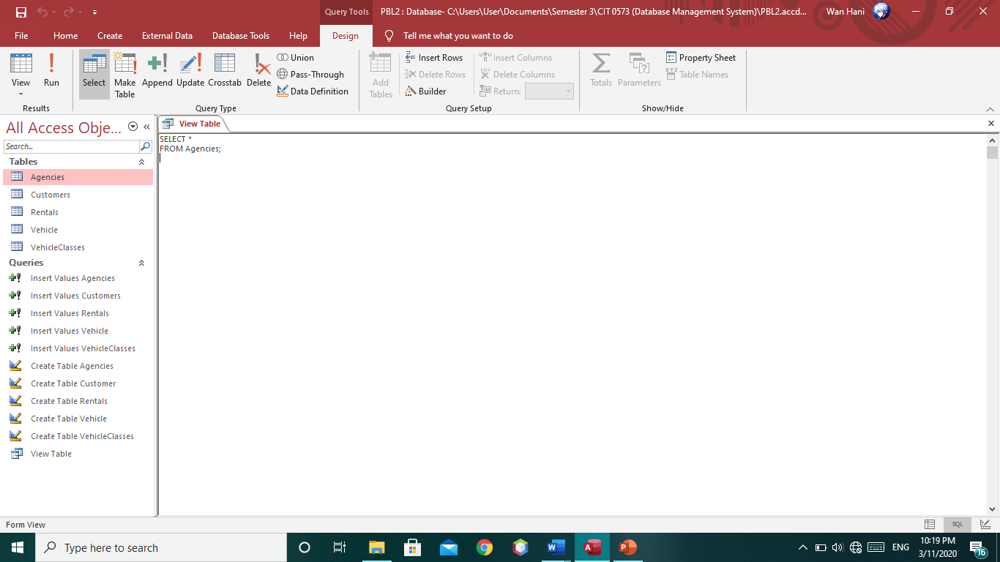 Query Tools
PBL2 : Database- C:\Users\User\Documents\Semester 3\CIT 0573 (Database Management System)\PBL2.accd...
Wan Hani
File Home Create External Data Database Tools Help Design Tell me what you want to do
View
Run
Results
Select
Make
Table
Append
Update
Crosstab
Delete
Union
Pass-Through
Data Definition
Query Type
Add
Tables
Insert Rows
Delete Rows
Builder
Insert Columns
Delete Columns
Return:
Query Setup
Totals
Parameters
Property Sheet
XYZ Table Names
Show/Hide
All Access Obje...
Search...
Tables
Agencies
Customers
Rentals
Vehicle
VehicleClasses
Queries
Insert Values Agencies
Insert Values Customers
Insert Values Rentals
Insert Values Vehicle
Insert Values VehicleClasses
Create Table Agencies
Create Table Customer
Create Table Rentals
Create Table Vehicle
Create Table VehicleClasses
View Table
View Table
SELECT *
FROM Agencies;
Form View
SQL
Type here to search
W
A
P
ENG
10:19 PM
3/11/2020
16